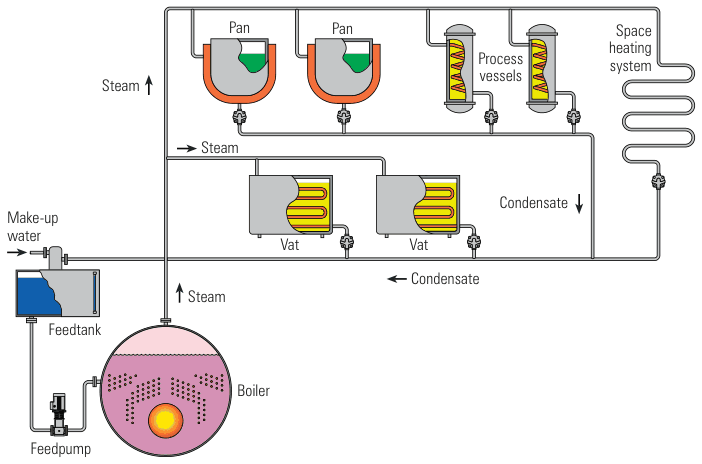 Pan
Pan
Process
vessels
Space
heating
system
Steam
Steam
Condensate
Make-up
water
Vat
Vat
Condensate
Steam
Feedtank
Boiler
Feedpump